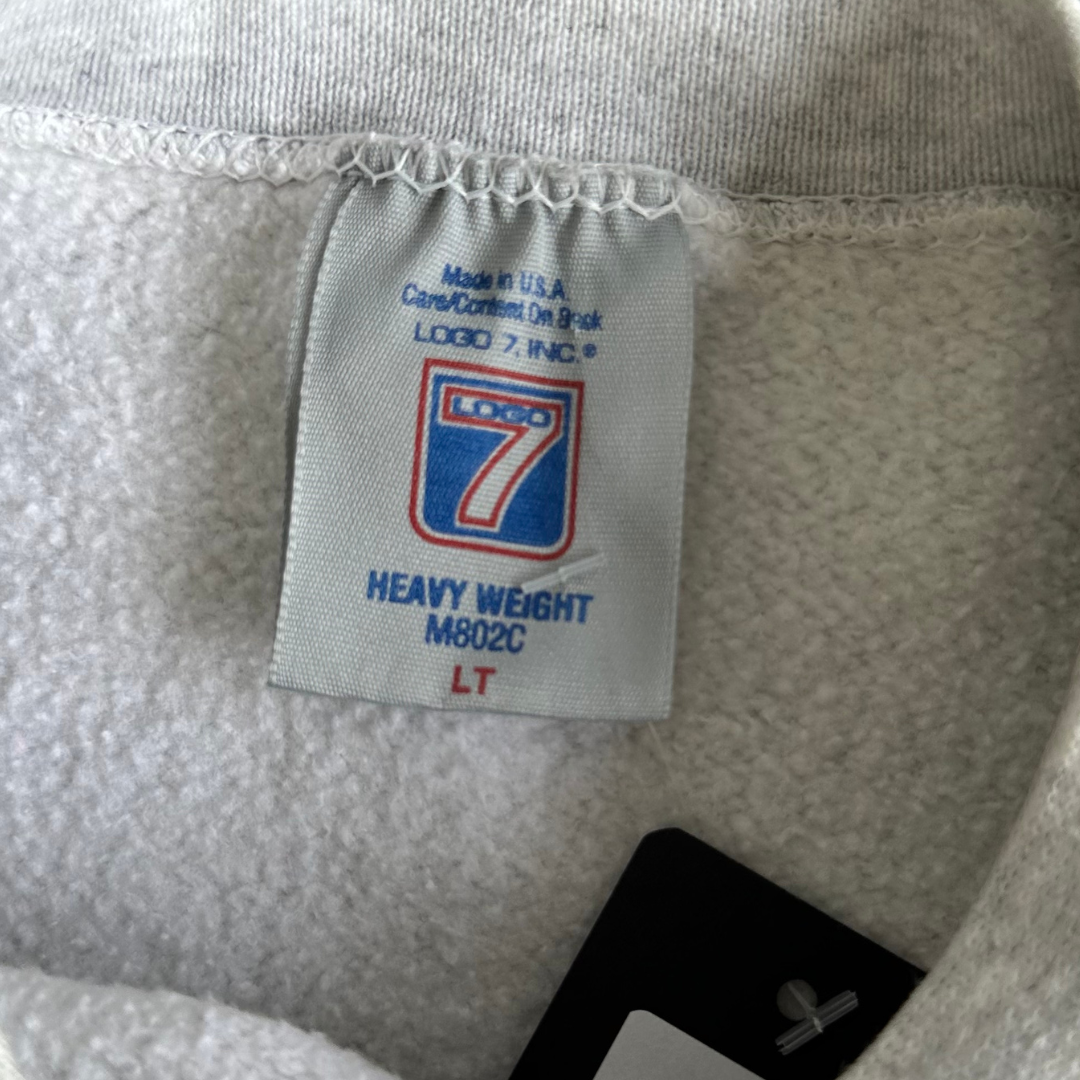 Made in U.S.A.
Care/Content On Back
LOGO 7, INC.®
LOGO
7
HEAVY WEIGHT
M802C
LT